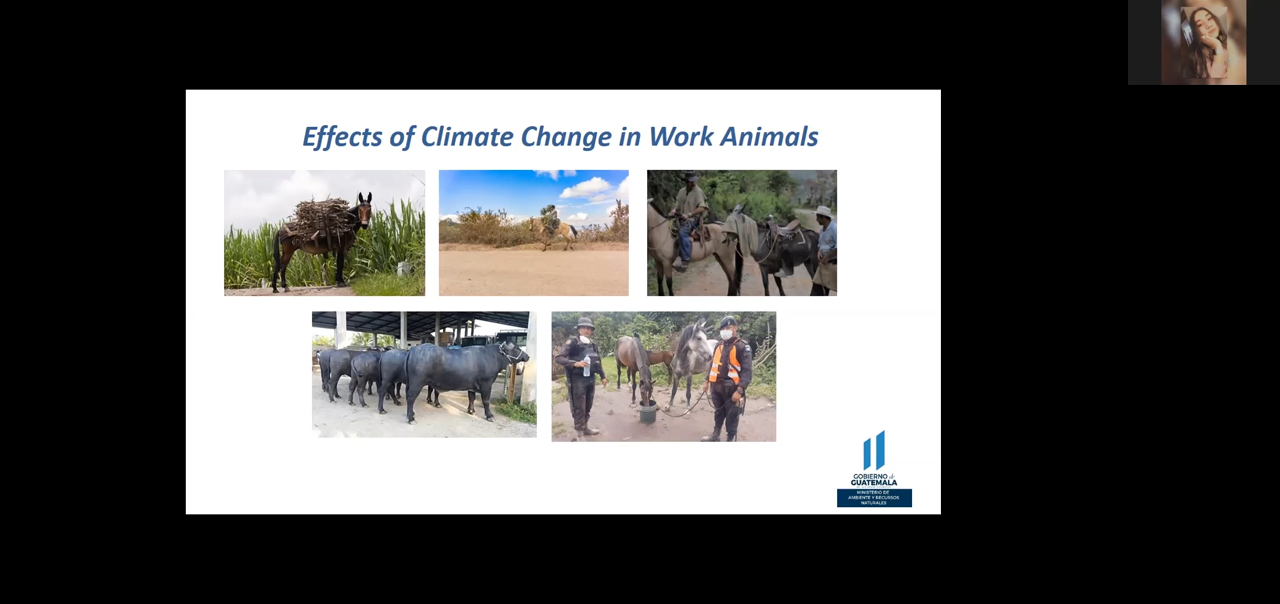 Effects of Climate Change in Work Animals
GOBIERNO de
GUATEMALA
MINISTERIO DE
AMBIENTE Y RECURSOS
NATURALES